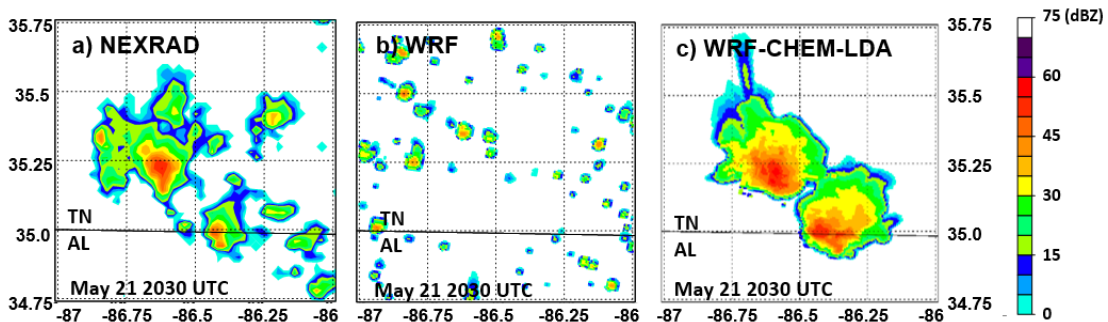 a) NEXRAD
35.75
35.5
35.25
35.0
34.75
TN
AL
May 21 2030 UTC
-87 -86.75 -86.5 -86.25 -86
b) WRF
TN
AL
May 21 2030 UTC
-87 -86.75 -86.5 -86.25 -86
c) WRF-CHEM-LDA
TN
AL
May 21 2030 UTC
-87 -86.75 -86.5 -86.25 -86
35.75
35.5
35.25
35.0
34.75
75 (dBZ)
60
45
30
15
0